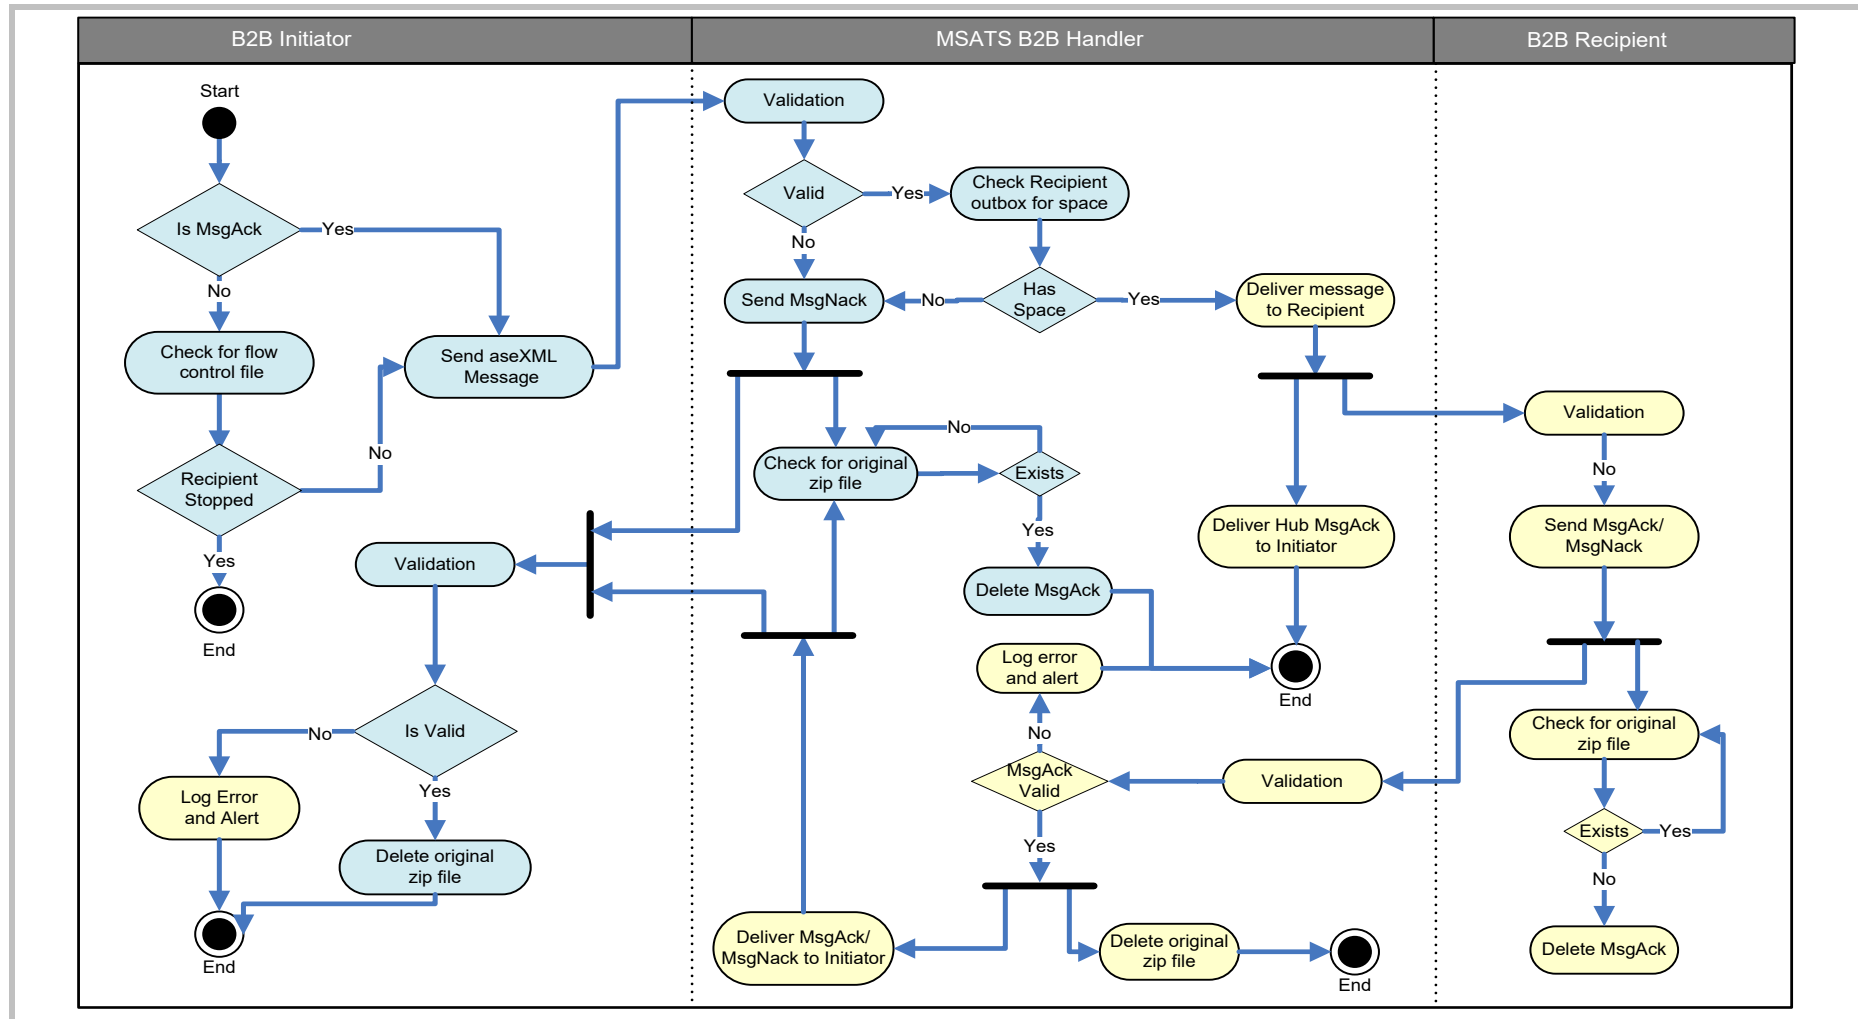 B2B Initiator
MSATS B2B Handler
B2B Recipient
Start
Is MsgAck
Yes
No
Check for flow
control file
Send aseXML
Message
No
Recipient
Stopped
Yes
End
Validation
Is Valid
No
Yes
Log Error
and Alert
Delete original
zip file
End
Validation
Valid
Yes
Check Recipient
outbox for space
No
Send MsgNack
No
Has
Space
Yes
Deliver message
to Recipient
No
Check for original
zip file
Exists
Yes
Deliver Hub MsgAck
to Initiator
Delete MsgAck
Log error
and alert
End
No
MsgAck
Valid
Validation
Yes
Deliver MsgAck/
MsgNack to Initiator
Delete original
zip file
End
Validation
No
Send MsgAck/
MsgNack
Check for original
zip file
Exists
Yes
No
Delete MsgAck